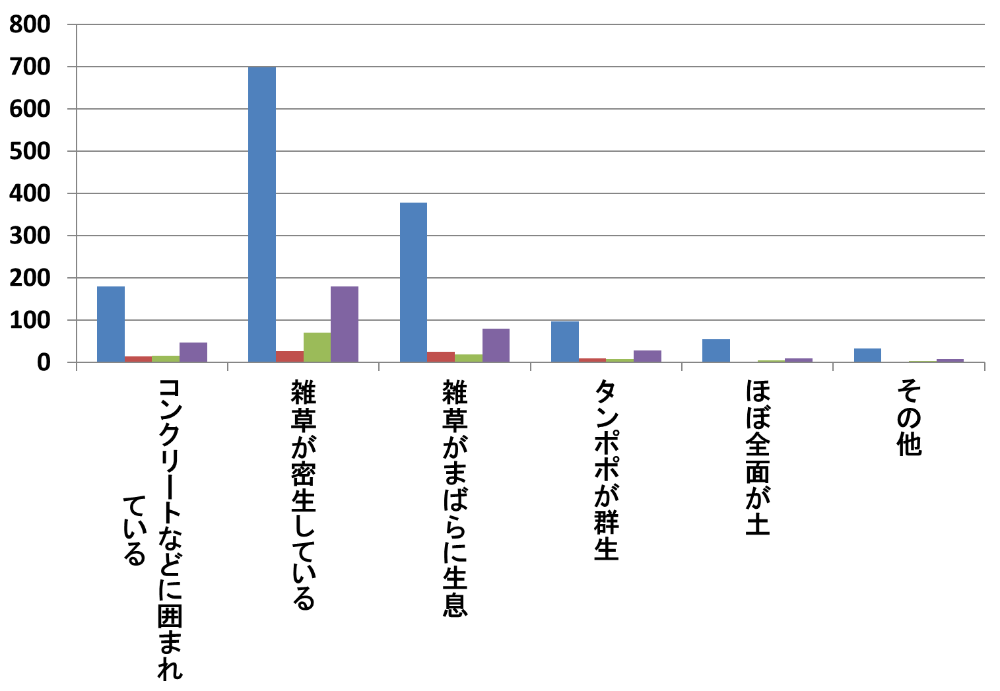 800
700
600
500
400
300
200
100
0
コンクリートなどに囲まれ
ている
雑草が密生している
雑草がまばらに生息
タンポポが群生
ほぼ全面が土
その他